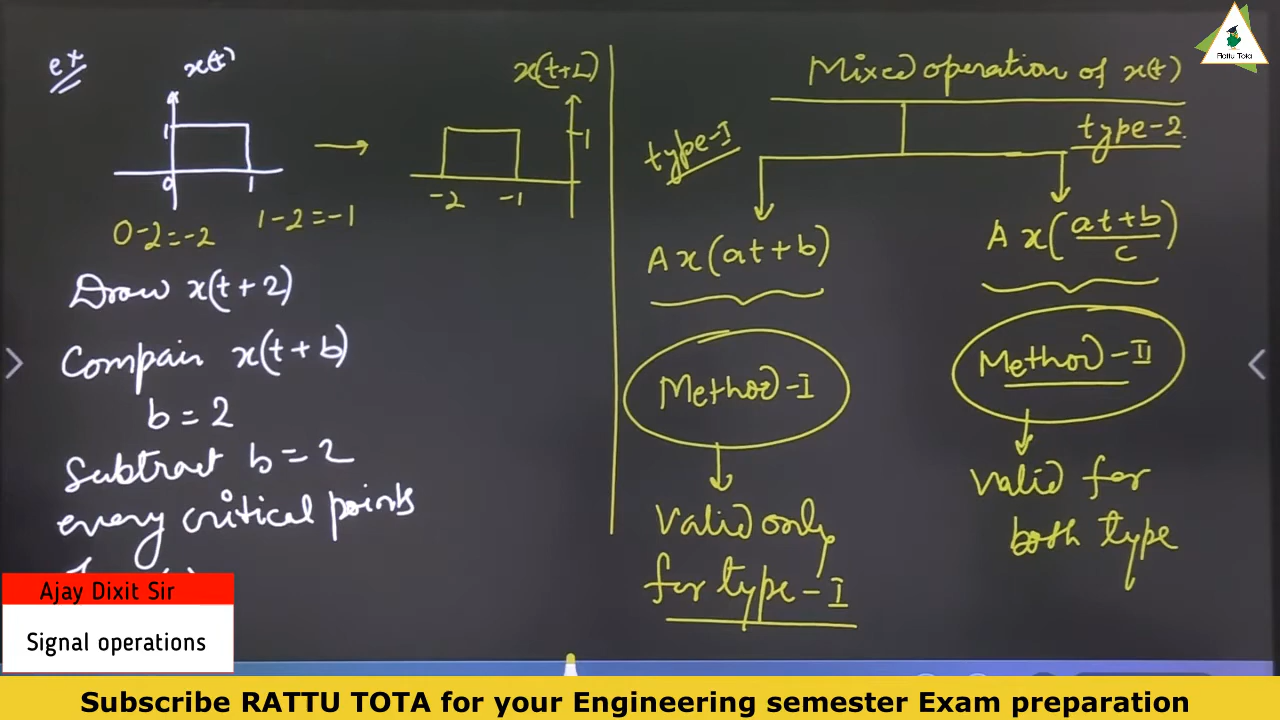 ex
x(t)
1
0
1
0-2=-2
1-2=-1
x(t+2)
1
-2
-1
Draw x(t+2)
Compair x(t+b)
b=2
Subtract b=2
every critical points
Mixed operation of x(t)
type-I
type-2
Ax(at+b)
Ax(at+b/c)
Method-I
Method-II
Valid only
for type-I
Valid for
both type
Rattu Tota
Ajay Dixit Sir
Signal operations
Subscribe RATTU TOTA for your Engineering semester Exam preparation